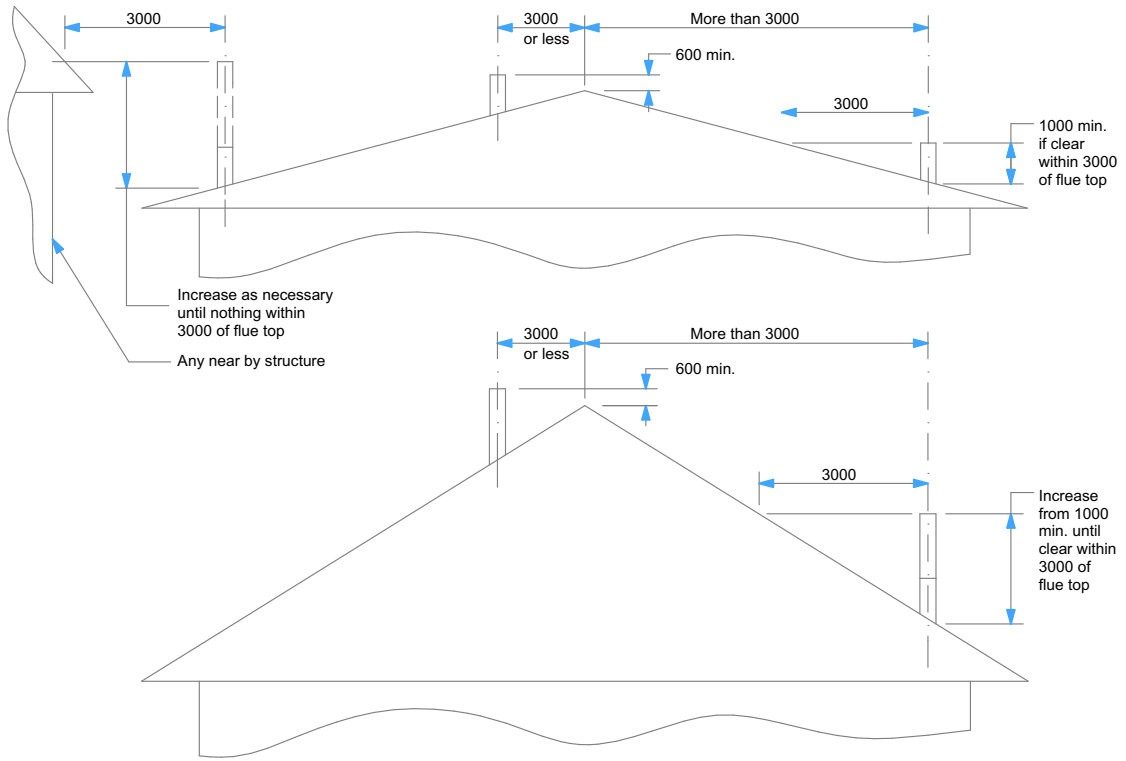 3000
3000
or less
More than 3000
600 min.
3000
1000 min.
if clear
within 3000
of flue top
Increase as necessary
until nothing within
3000 of flue top
Any near by structure
3000
or less
More than 3000
600 min.
3000
Increase
from 1000
min. until
clear within
3000 of
flue top